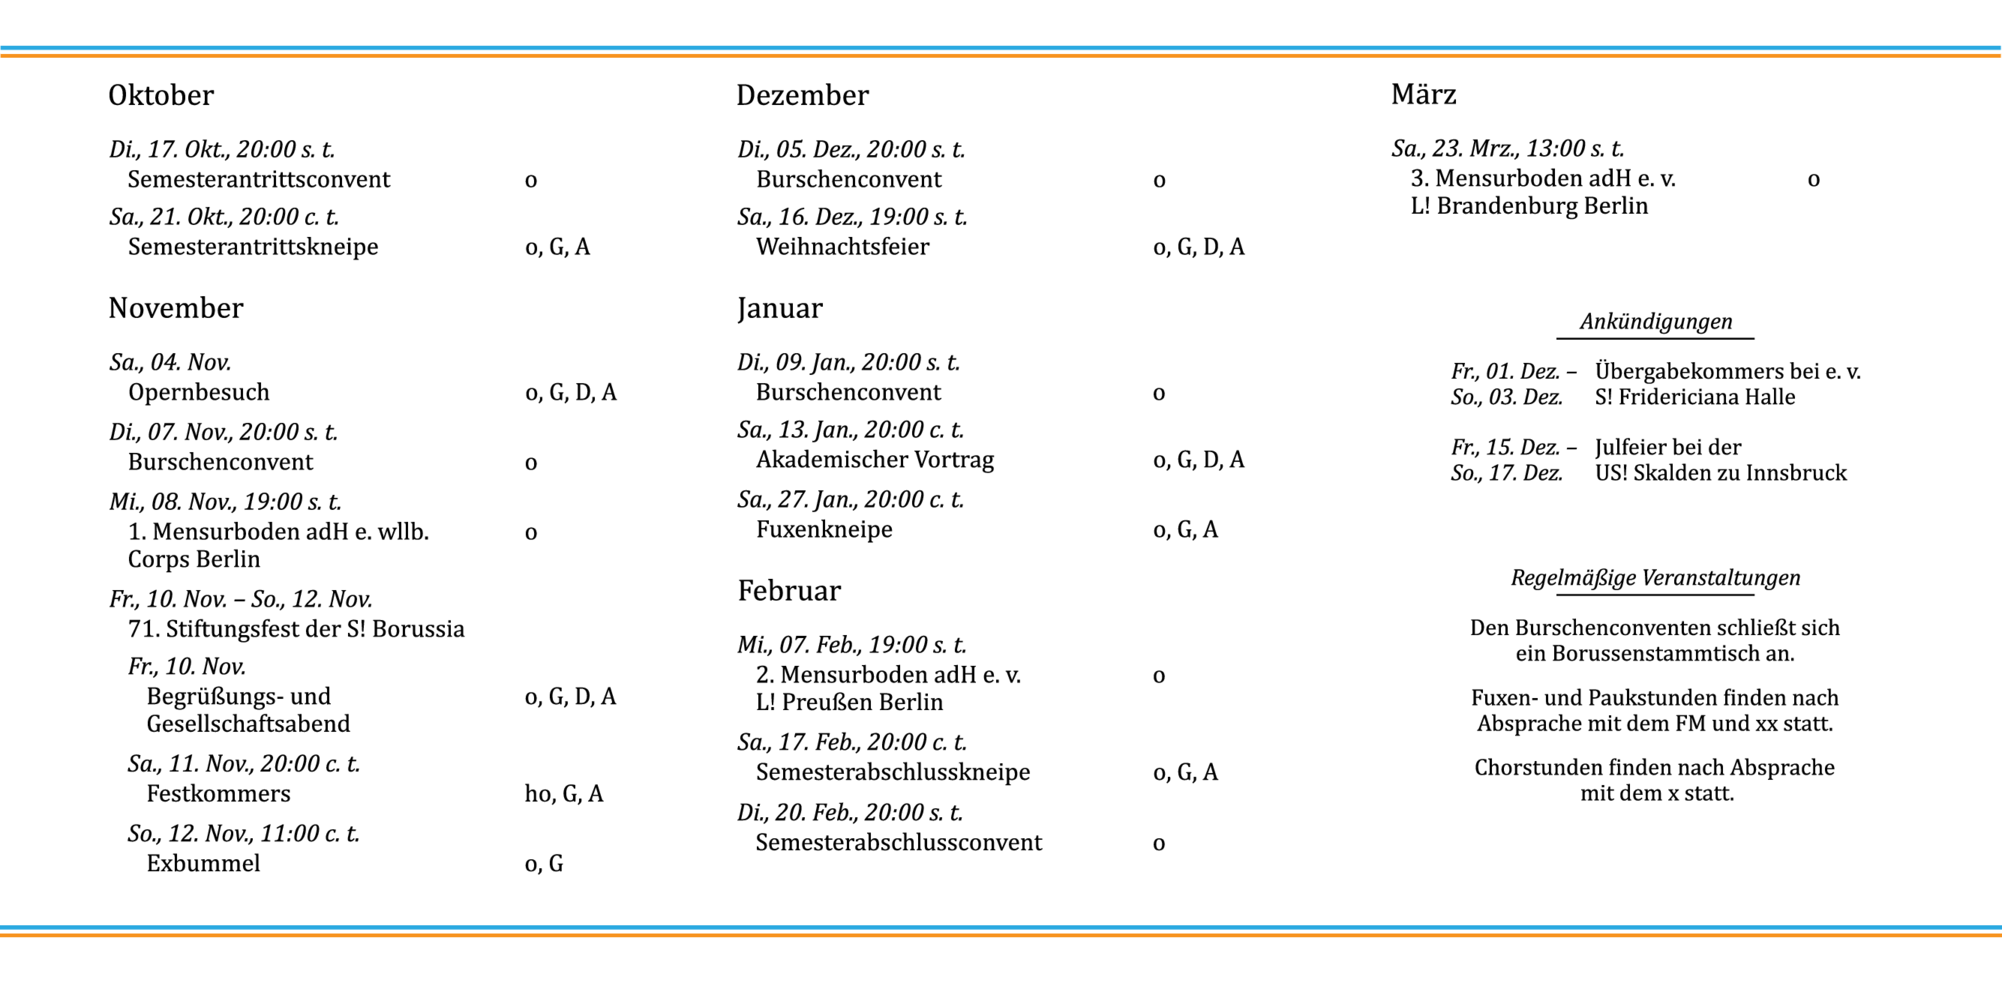 Oktober
Di., 17. Okt., 20:00 s. t.
Semesterantrittsconvent o
Sa., 21. Okt., 20:00 c. t.
Semesterantrittskneipe o, G, A
November
Sa., 04. Nov.
Opernbesuch o, G, D, A
Di., 07. Nov., 20:00 s. t.
Burschenconvent o
Mi., 08. Nov., 19:00 s. t.
1. Mensurboden adH e. wllb. o
Corps Berlin
Fr., 10. Nov. – So., 12. Nov.
71. Stiftungsfest der S! Borussia
Fr., 10. Nov.
Begrüßungs- und o, G, D, A
Gesellschaftsabend
Sa., 11. Nov., 20:00 c. t.
Festkommers ho, G, A
So., 12. Nov., 11:00 c. t.
Exbummel o, G
Dezember
Di., 05. Dez., 20:00 s. t.
Burschenconvent o
Sa., 16. Dez., 19:00 s. t.
Weihnachtsfeier o, G, D, A
Januar
Di., 09. Jan., 20:00 s. t.
Burschenconvent o
Sa., 13. Jan., 20:00 c. t.
Akademischer Vortrag o, G, D, A
Sa., 27. Jan., 20:00 c. t.
Fuxenkneipe o, G, A
Februar
Mi., 07. Feb., 19:00 s. t.
2. Mensurboden adH e. v. o
L! Preußen Berlin
Sa., 17. Feb., 20:00 c. t.
Semesterabschlusskneipe o, G, A
Di., 20. Feb., 20:00 s. t.
Semesterabschlussconvent o
März
Sa., 23. Mrz., 13:00 s. t.
3. Mensurboden adH e. v. o
L! Brandenburg Berlin
Ankündigungen
Fr., 01. Dez. – Übergabekommers bei e. v.
So., 03. Dez. S! Fridericiana Halle
Fr., 15. Dez. – Julfeier bei der
So., 17. Dez. US! Skalden zu Innsbruck
Regelmäßige Veranstaltungen
Den Burschenconventen schließt sich
ein Borussenstammtisch an.
Fuxen- und Paukstunden finden nach
Absprache mit dem FM und xx statt.
Chorstunden finden nach Absprache
mit dem x statt.